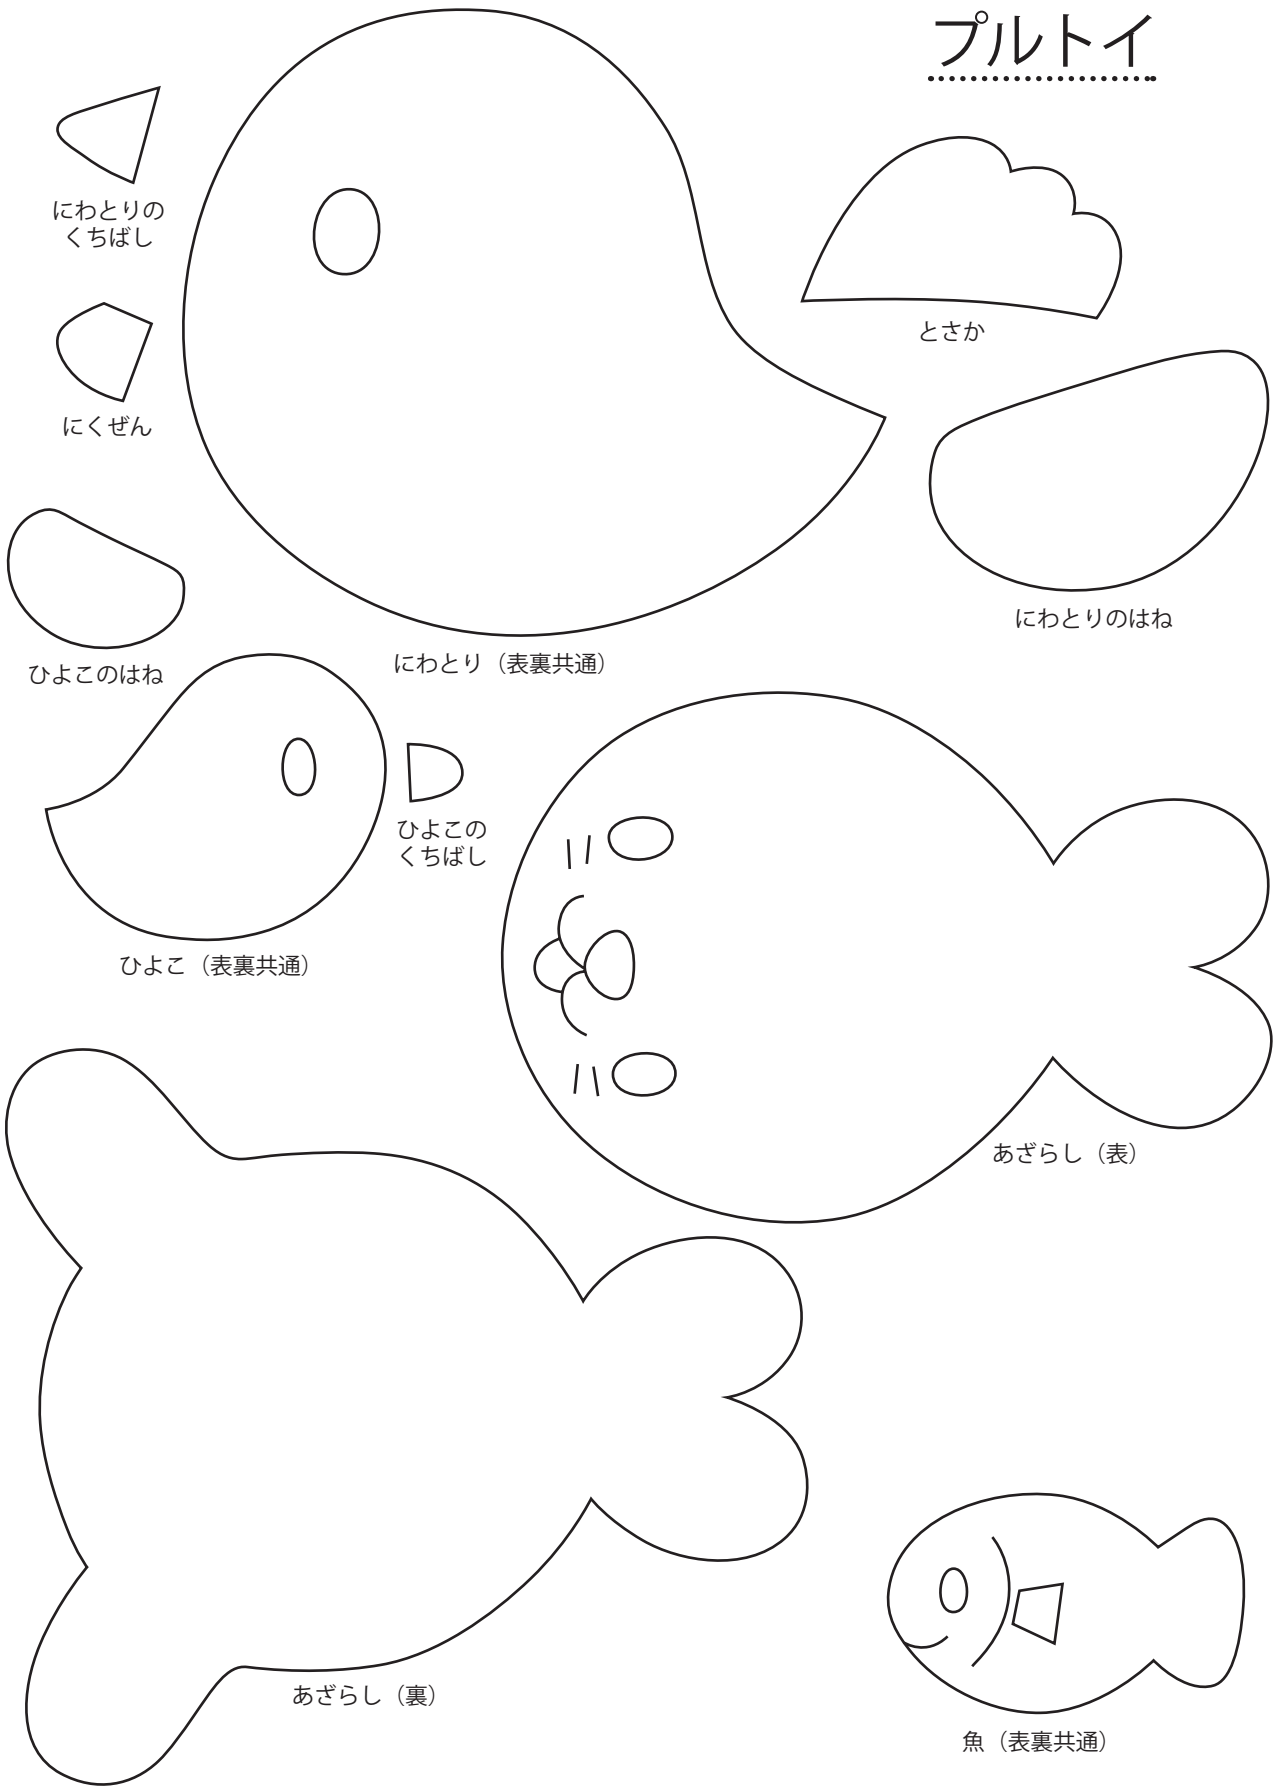 プルトイ
にわとりの
くちばし
とさか
にくぜん
にわとりのはね
にわとり（表裏共通）
ひよこのはね
ひよこの
くちばし
ひよこ（表裏共通）
あざらし（表）
あざらし（裏）
魚（表裏共通）